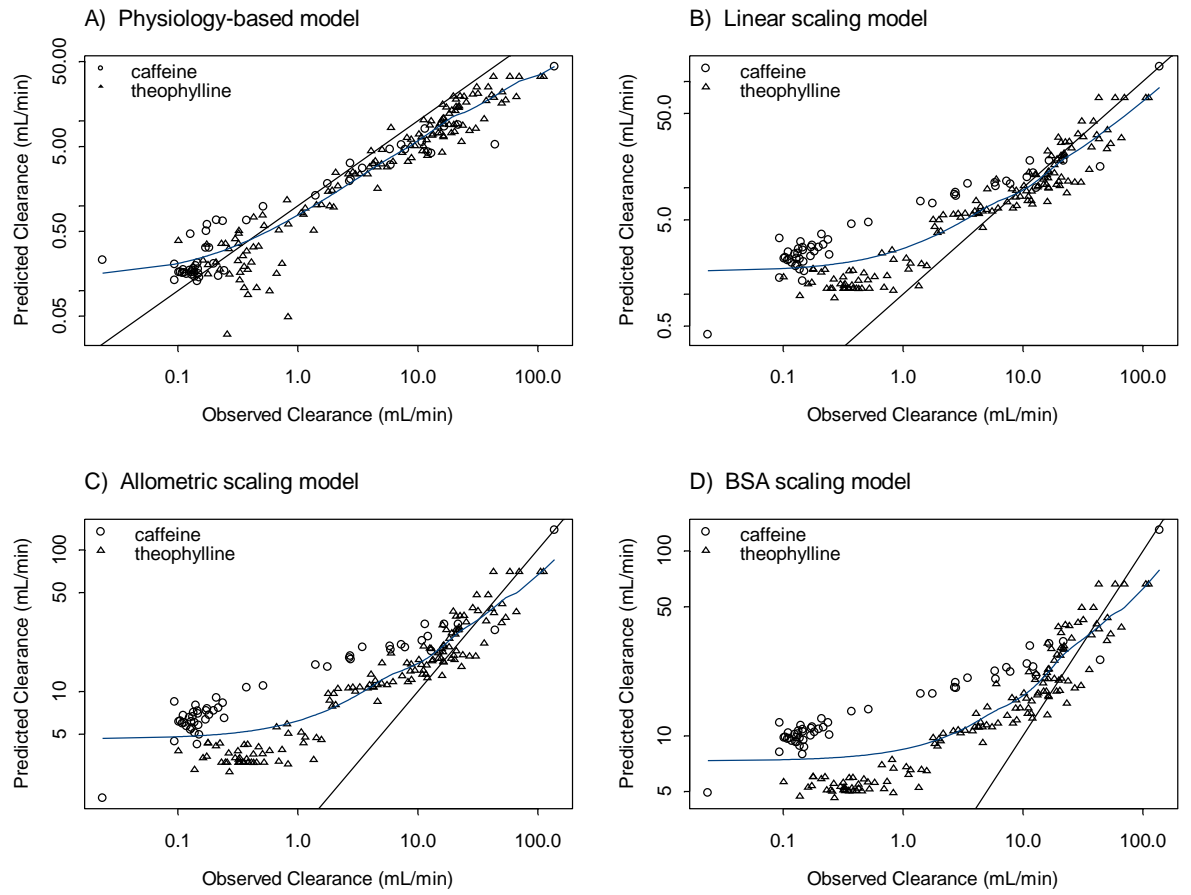 A) Physiology-based model
caffeine
theophylline
Predicted Clearance (mL/min)
50.00
5.00
0.50
0.05
0.1 1.0 10.0 100.0
Observed Clearance (mL/min)
B) Linear scaling model
caffeine
theophylline
Predicted Clearance (mL/min)
50.0
5.0
0.5
0.1 1.0 10.0 100.0
Observed Clearance (mL/min)
C) Allometric scaling model
caffeine
theophylline
Predicted Clearance (mL/min)
100
50
10
5
0.1 1.0 10.0 100.0
Observed Clearance (mL/min)
D) BSA scaling model
caffeine
theophylline
Predicted Clearance (mL/min)
100
50
10
5
0.1 1.0 10.0 100.0
Observed Clearance (mL/min)